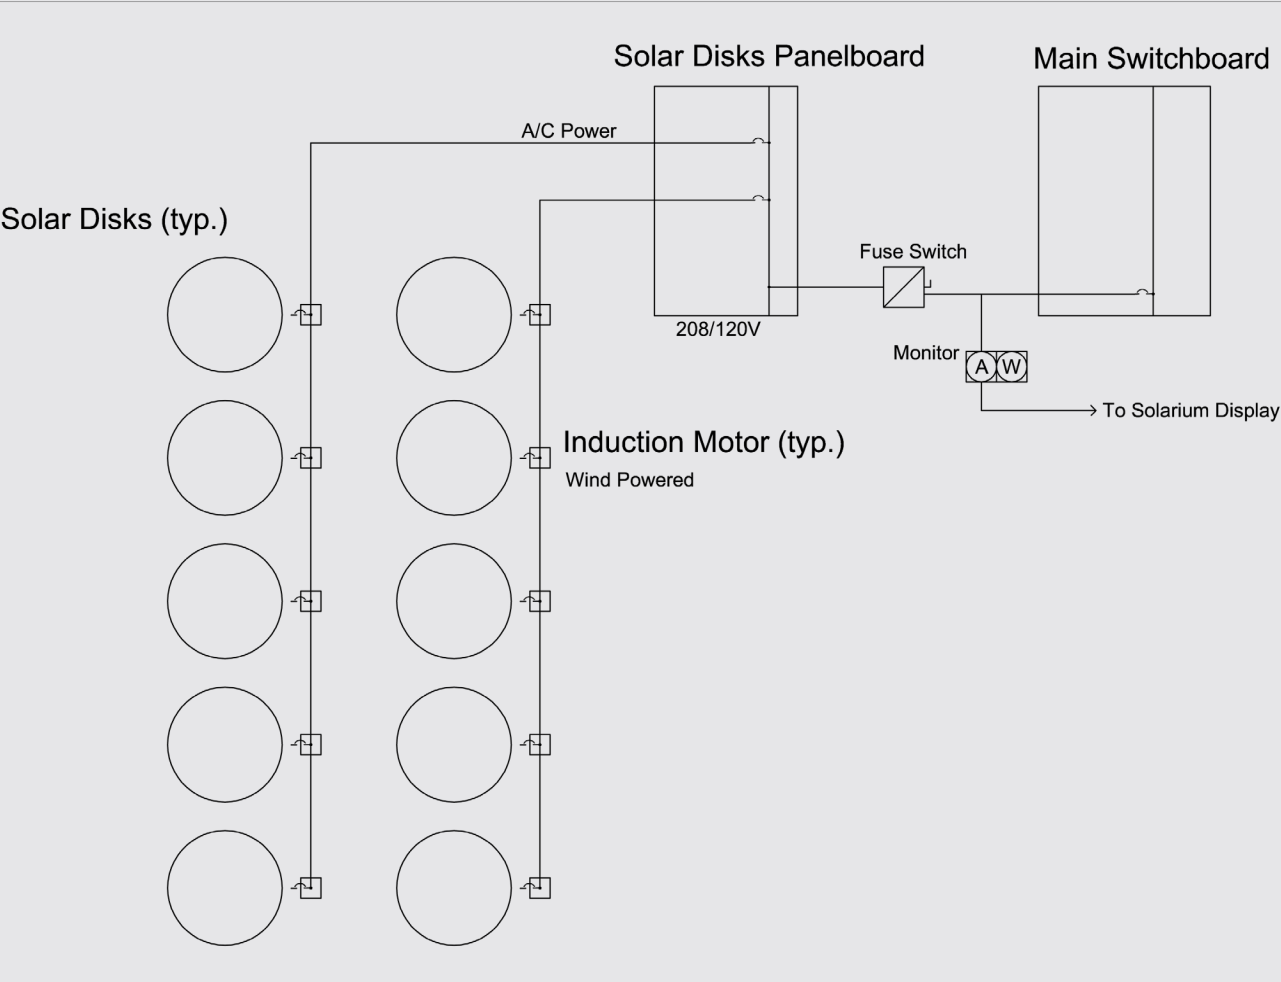 Solar Disks Panelboard
Main Switchboard
A/C Power
Solar Disks (typ.)
Fuse Switch
208/120V
Monitor
A W
To Solarium Display
Induction Motor (typ.)
Wind Powered